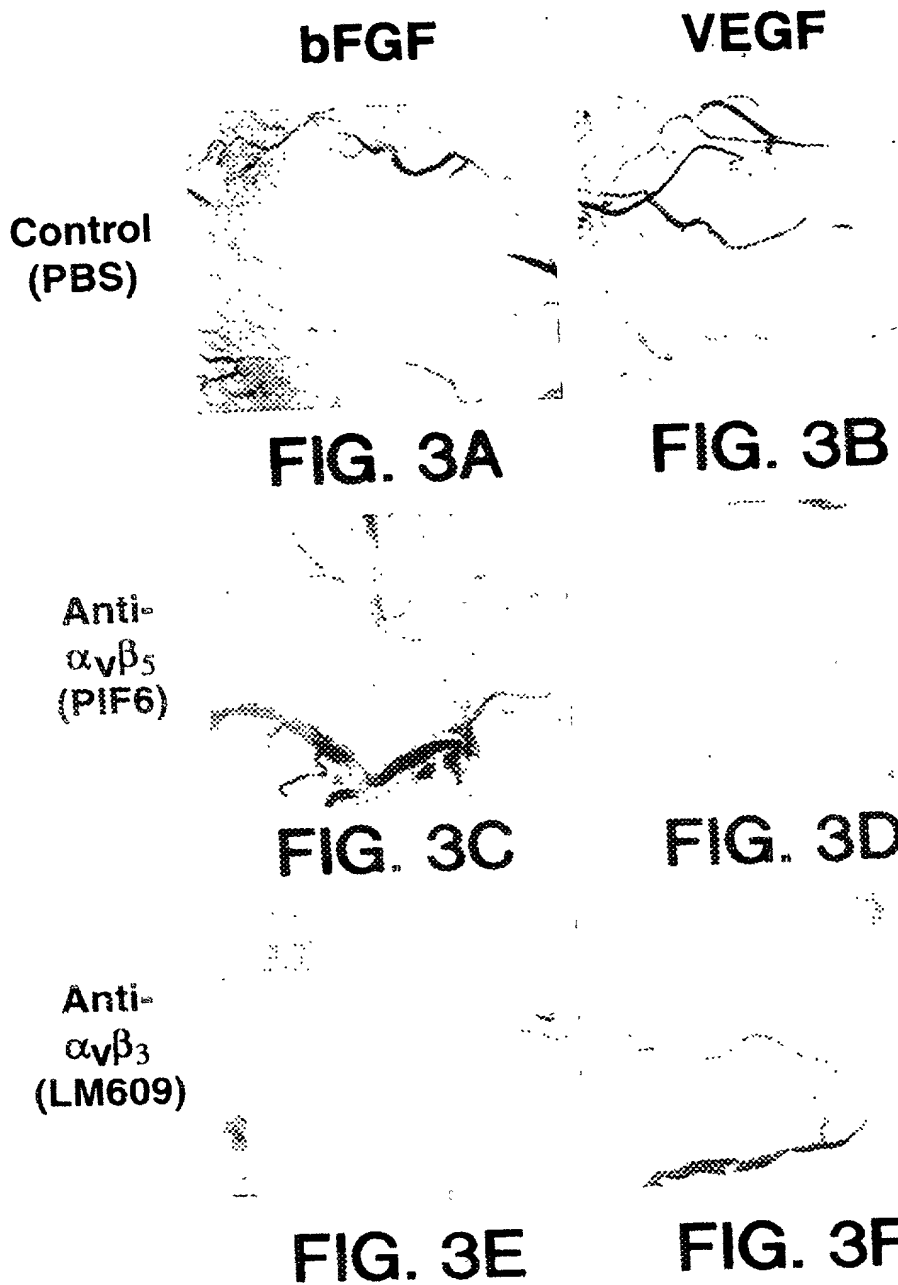 bFGF VEGF
Control
(PBS)
FIG. 3A FIG. 3B
Anti-
αvβ5
(PIF6)
FIG. 3C FIG. 3D
Anti-
αvβ3
(LM609)
FIG. 3E FIG. 3F